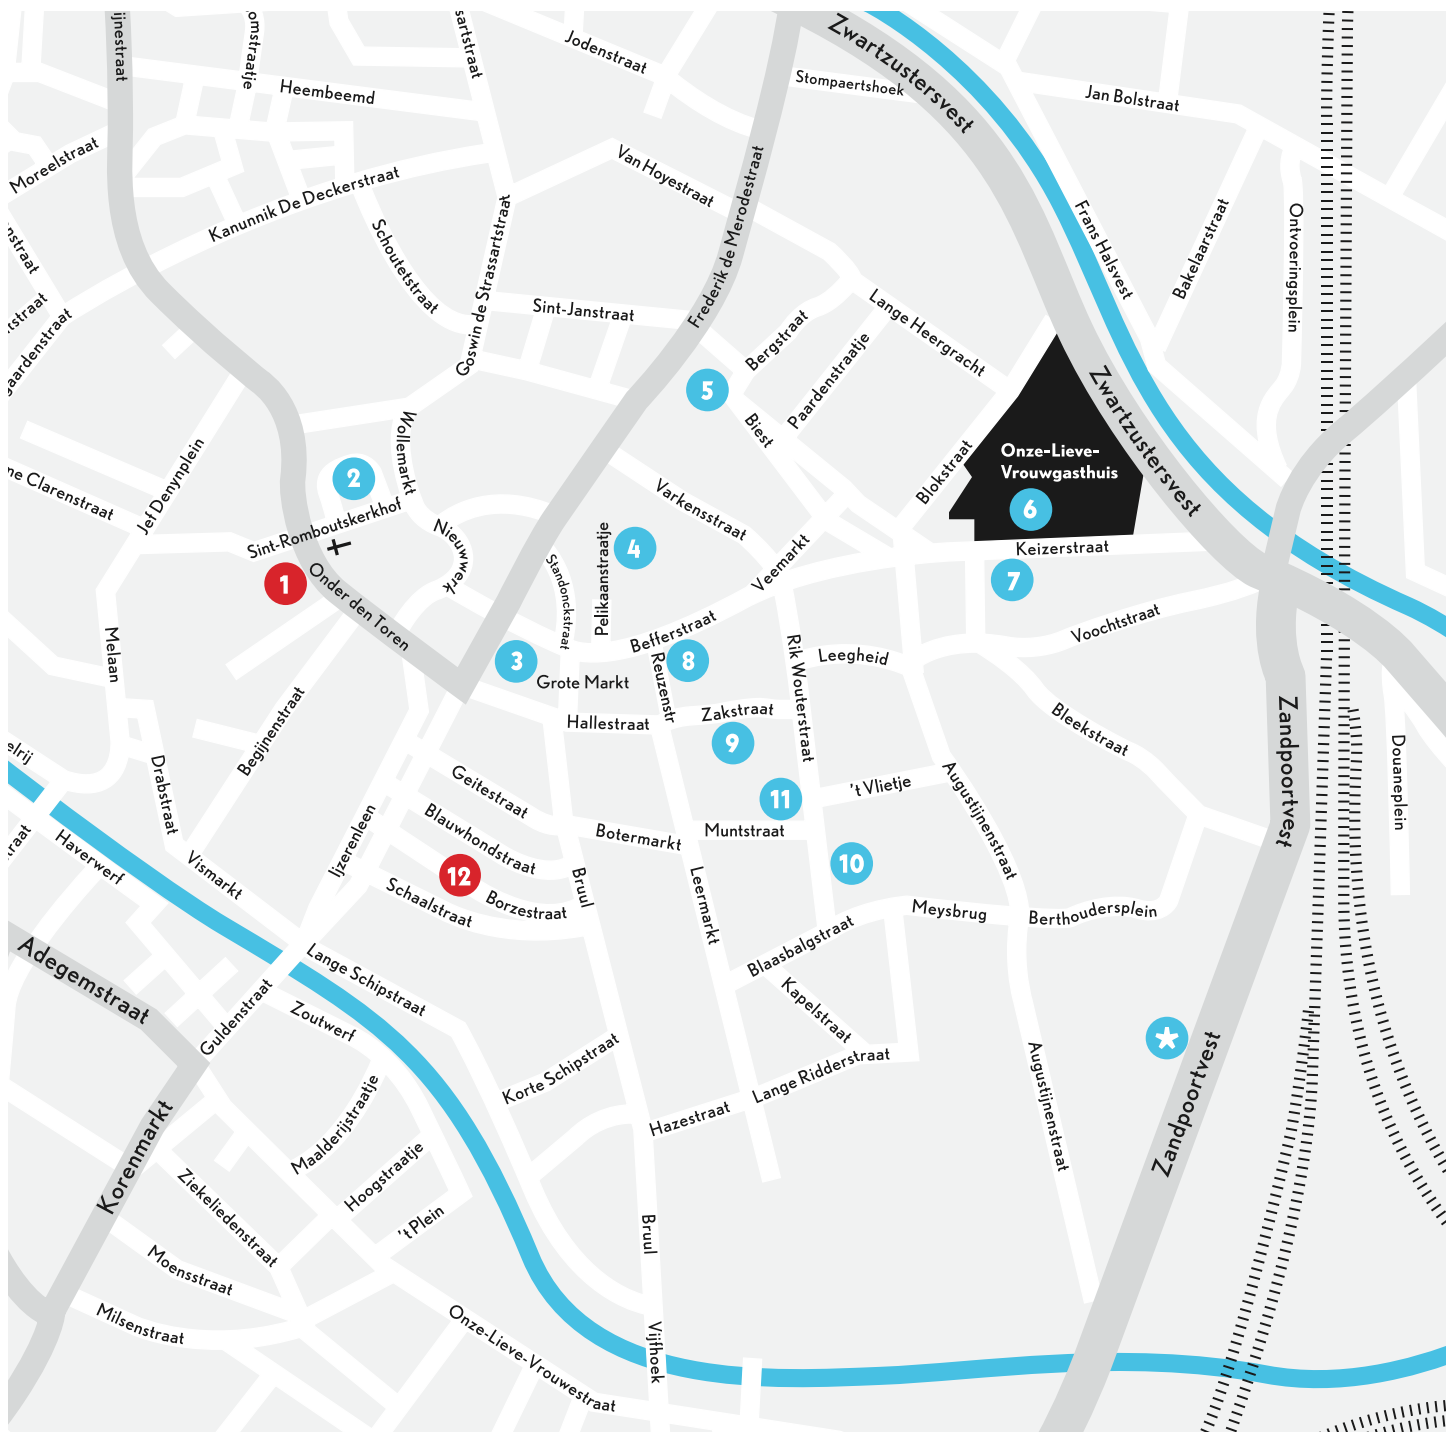 Zwartzustersvest
Jodenstraat
Stompaertshoek
Jan Bolstraat
Heembeemd
Moreelstraat
Van Hoyestraat
Kanunnik De Deckerstraat
Schoutetstraat
Goswin de Strassartstraat
Frederik de Merodestraat
Frans Halsvest
Bakelaarstraat
Ontvoeringsplein
Sint-Janstraat
Bergstraat
Paardenstraatje
Lange Heergracht
5
Zwartzustersvest
Biest
Wollemarkt
Onze-Lieve-
Vrouwgasthuis
6
Blokstraat
2
Jef Denynplein
ne Clarenstraat
Sint-Romboutskerkhof
Varkensstraat
Nieuwwerk
Pelikaanstraatje
4
Standonckstraat
Veemarkt
Keizerstraat
7
1
Onder den Toren
Befferstraat
Voochtstraat
Melaan
3
Grote Markt
Reuzenstr
8
Rik Wouterstraat
Leegheid
Begijnenstraat
Hallestraat
Zakstraat
9
Bleekstraat
Zandpoortvest
Douaneplein
Drabstraat
Geitestraat
11
't Vlietje
Augustijnenstraat
Blauwhondstraat
Botermarkt
Muntstraat
Ijzerenleen
Haverwerf
Vismarkt
12
Schaalstraat
Borzestraat
Bruul
Leermarkt
10
Meysbrug
Berthoudersplein
Adegemstraat
Lange Schipstraat
Blaasbalgstraat
Guldenstraat
Zoutwerf
Kapelstraat
Korte Schipstraat
Lange Ridderstraat
Augustijnenstraat
Zandpoortvest
Hazestraat
Korenmarkt
Maalderijstraatje
Hoogstraatje
Ziekeliedenstraat
't Plein
Bruul
Moensstraat
Milsenstraat
Onze-Lieve-Vrouwestraat
Vijfhoek